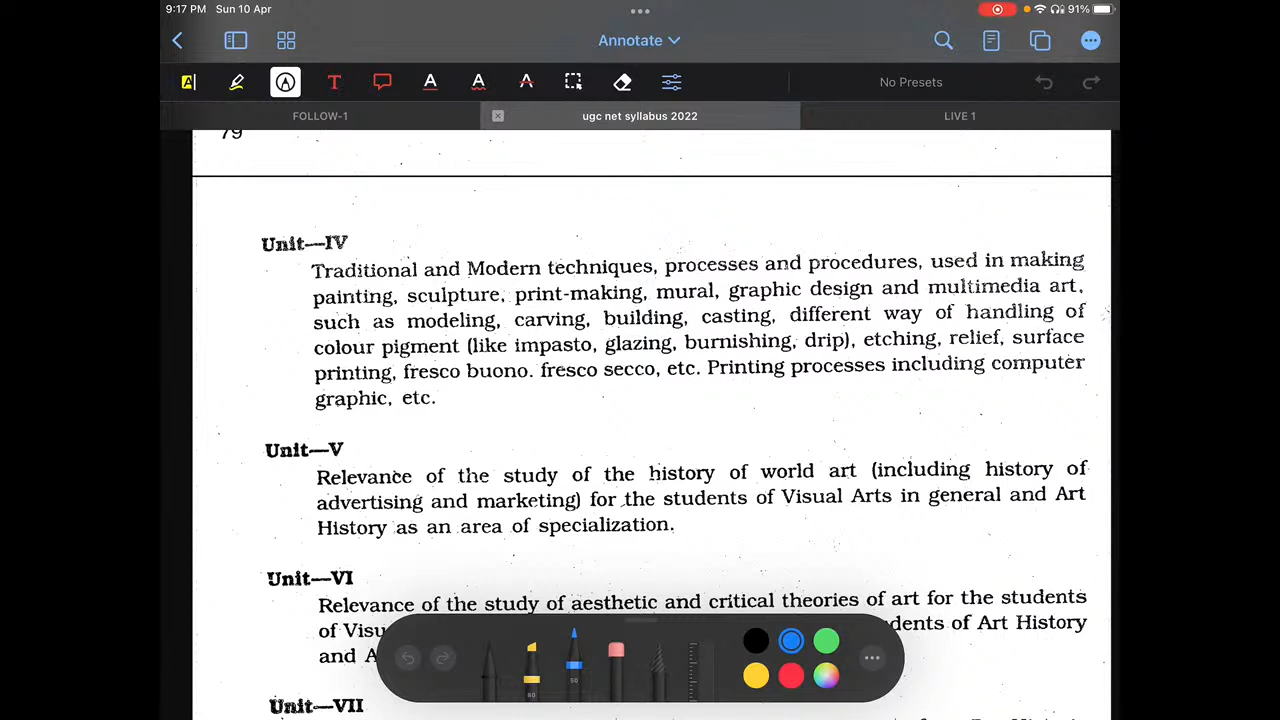 9:17 PM Sun 10 Apr 91%
Annotate
A T A A A No Presets
FOLLOW-1 ugc net syllabus 2022 LIVE 1
79
Unit—IV
Traditional and Modern techniques, processes and procedures, used in making
painting, sculpture, print-making, mural, graphic design and multimedia art,
such as modeling, carving, building, casting, different way of handling of
colour pigment (like impasto, glazing, burnishing, drip), etching, relief, surface
printing, fresco buono. fresco secco, etc. Printing processes including computer
graphic, etc.
Unit—V
Relevance of the study of the history of world art (including history of
advertising and marketing) for the students of Visual Arts in general and Art
History as an area of specialization.
Unit—VI
Relevance of the study of aesthetic and critical theories of art for the students
of Visu dents of Art History
and A
80 50
Unit—VII